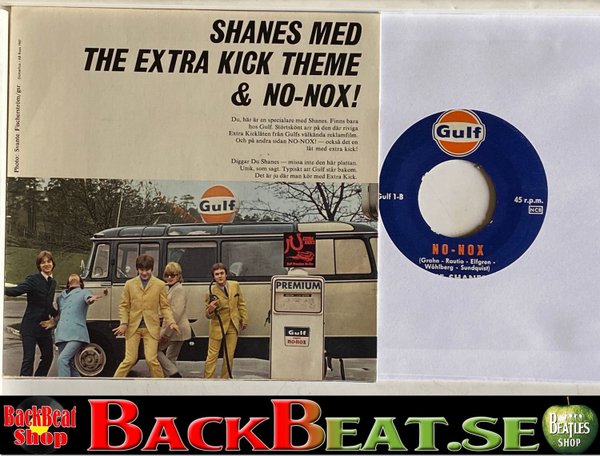 SHANES MED
THE EXTRA KICK THEME
& NO-NOX!
Du, här är en specialare med Shanes. Finns bara
hos Gulf. Störtskönt arr på den där riviga
Extra Kicklåten från Gulfs välkända reklamfilm.
Och på andra sidan NO-NOX! — också det en
låt med extra kick!
Diggar Du Shanes — missa inte den här plattan.
Unik, som sagt. Typiskt att Gulf står bakom.
Det är ju där man kör med Extra Kick.
Photo: Svante Fischerström/gtr
Gulf
PREMIUM
Gulf
NO-NOX
Gulf
Gulf 1-B
45 r.p.m.
NCB
NO-NOX
(Grahn - Rautio - Elfgren -
Wåhlberg - Sundquist)
SHANES
BackBeat
Shop
BACKBEAT.SE
BEATLES
SHOP